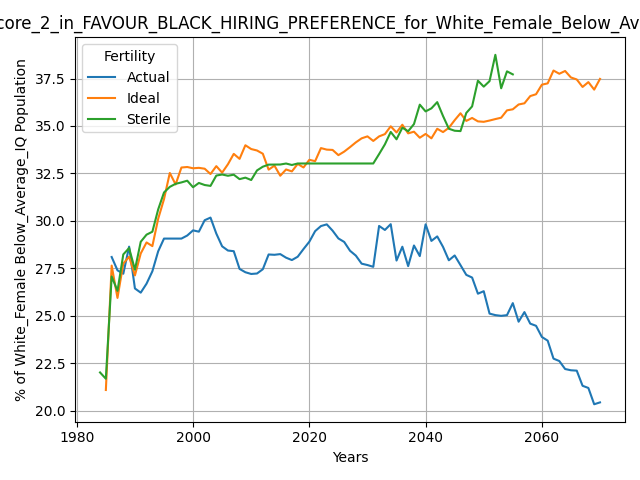 core_2_in_FAVOUR_BLACK_HIRING_PREFERENCE_for_White_Female_Below_Av
Fertility
Actual
Ideal
Sterile
% of White_Female Below_Average_IQ Population
37.5
35.0
32.5
30.0
27.5
25.0
22.5
20.0
1980
2000
2020
2040
2060
Years